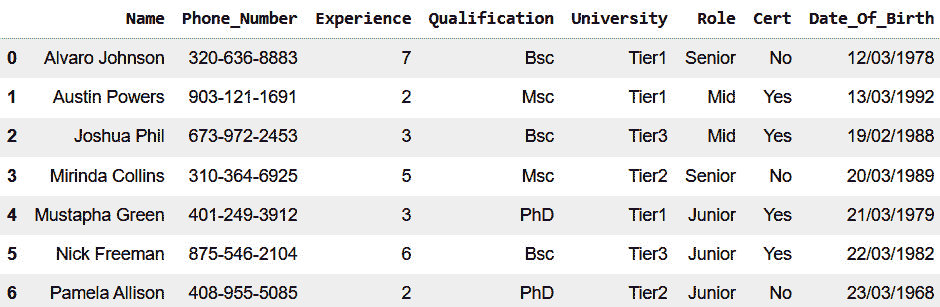 Name Phone_Number Experience Qualification University Role Cert Date_Of_Birth
0 Alvaro Johnson 320-636-8883 7 Bsc Tier1 Senior No 12/03/1978
1 Austin Powers 903-121-1691 2 Msc Tier1 Mid Yes 13/03/1992
2 Joshua Phil 673-972-2453 3 Bsc Tier3 Mid Yes 19/02/1988
3 Mirinda Collins 310-364-6925 5 Msc Tier2 Senior No 20/03/1989
4 Mustapha Green 401-249-3912 3 PhD Tier1 Junior Yes 21/03/1979
5 Nick Freeman 875-546-2104 6 Bsc Tier3 Junior Yes 22/03/1982
6 Pamela Allison 408-955-5085 2 PhD Tier2 Junior No 23/03/1968